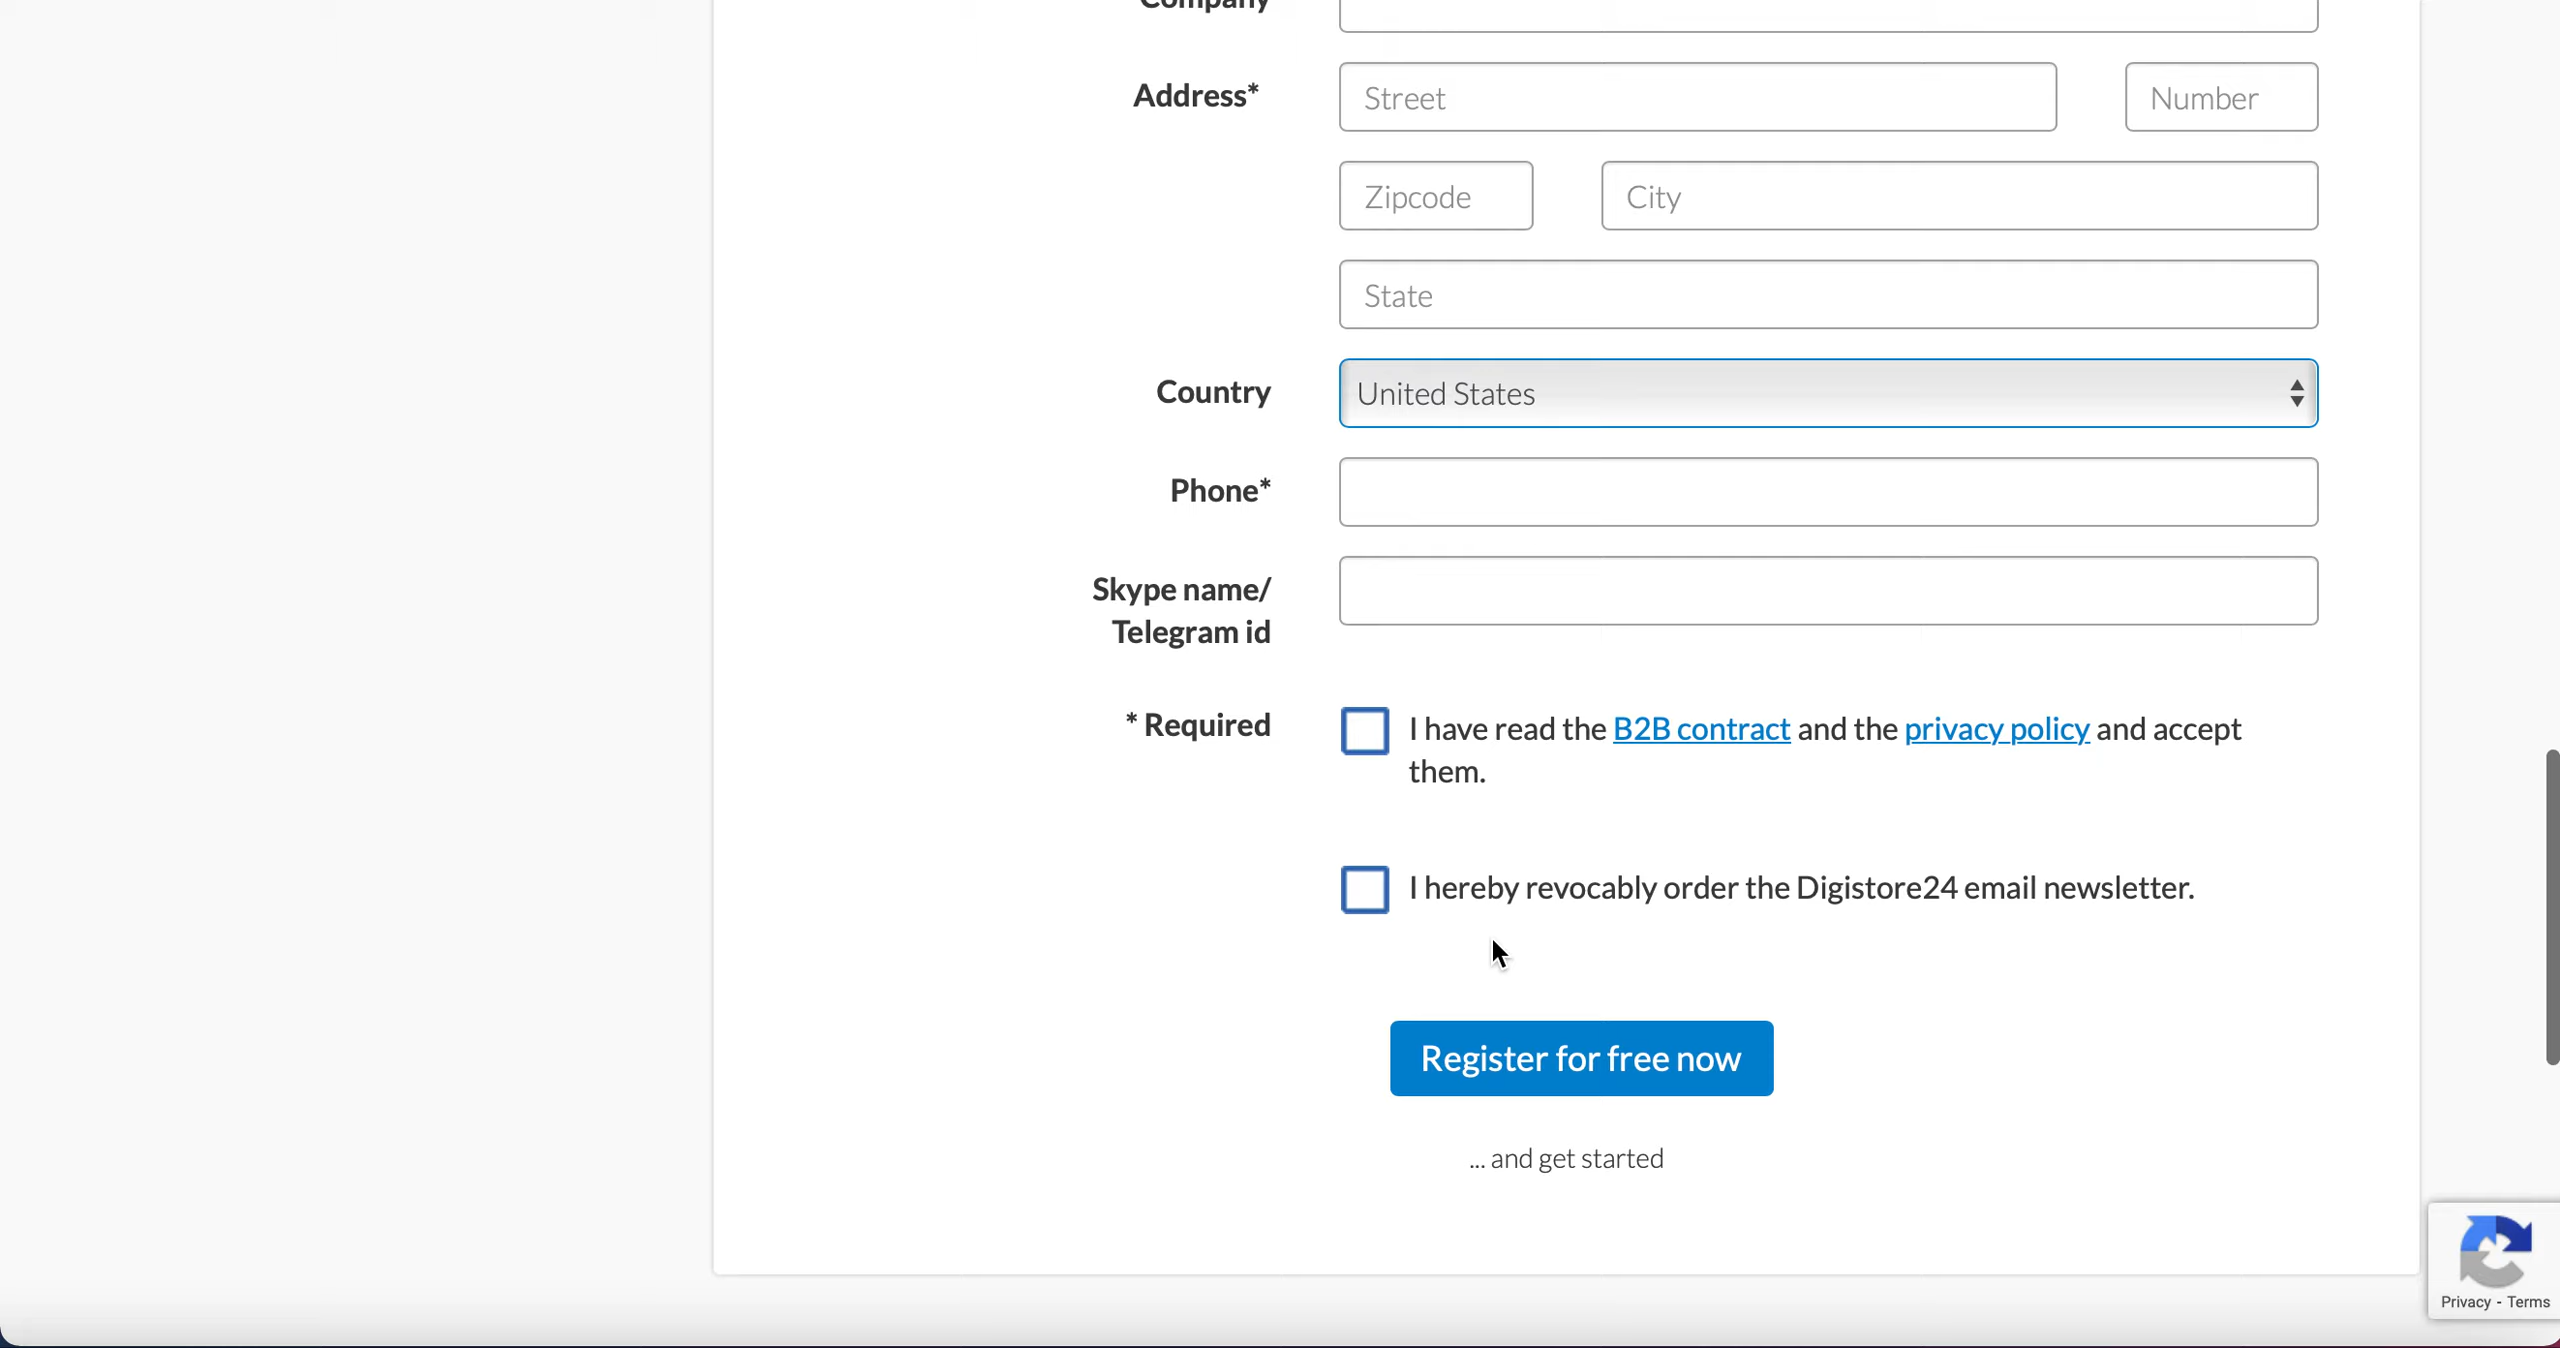 Company
Address* Street Number
Zipcode City
State
Country United States
Phone*
Skype name/
Telegram id
* Required I have read the B2B contract and the privacy policy and accept
them.
I hereby revocably order the Digistore24 email newsletter.
Register for free now
... and get started
Privacy - Terms